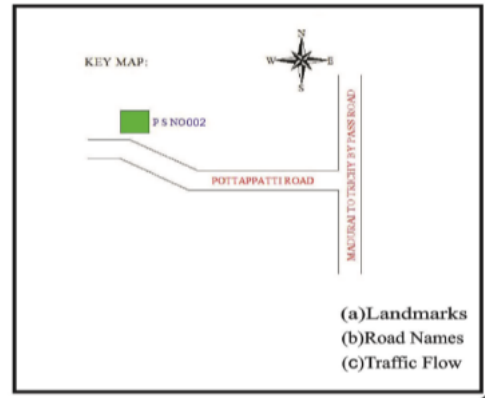 N
KEY MAP:
W
E
S
P S NO002
POTTAPPATTI ROAD
MADURAI TO TRICHY BY PASS ROAD
(a)Landmarks
(b)Road Names
(c)Traffic Flow